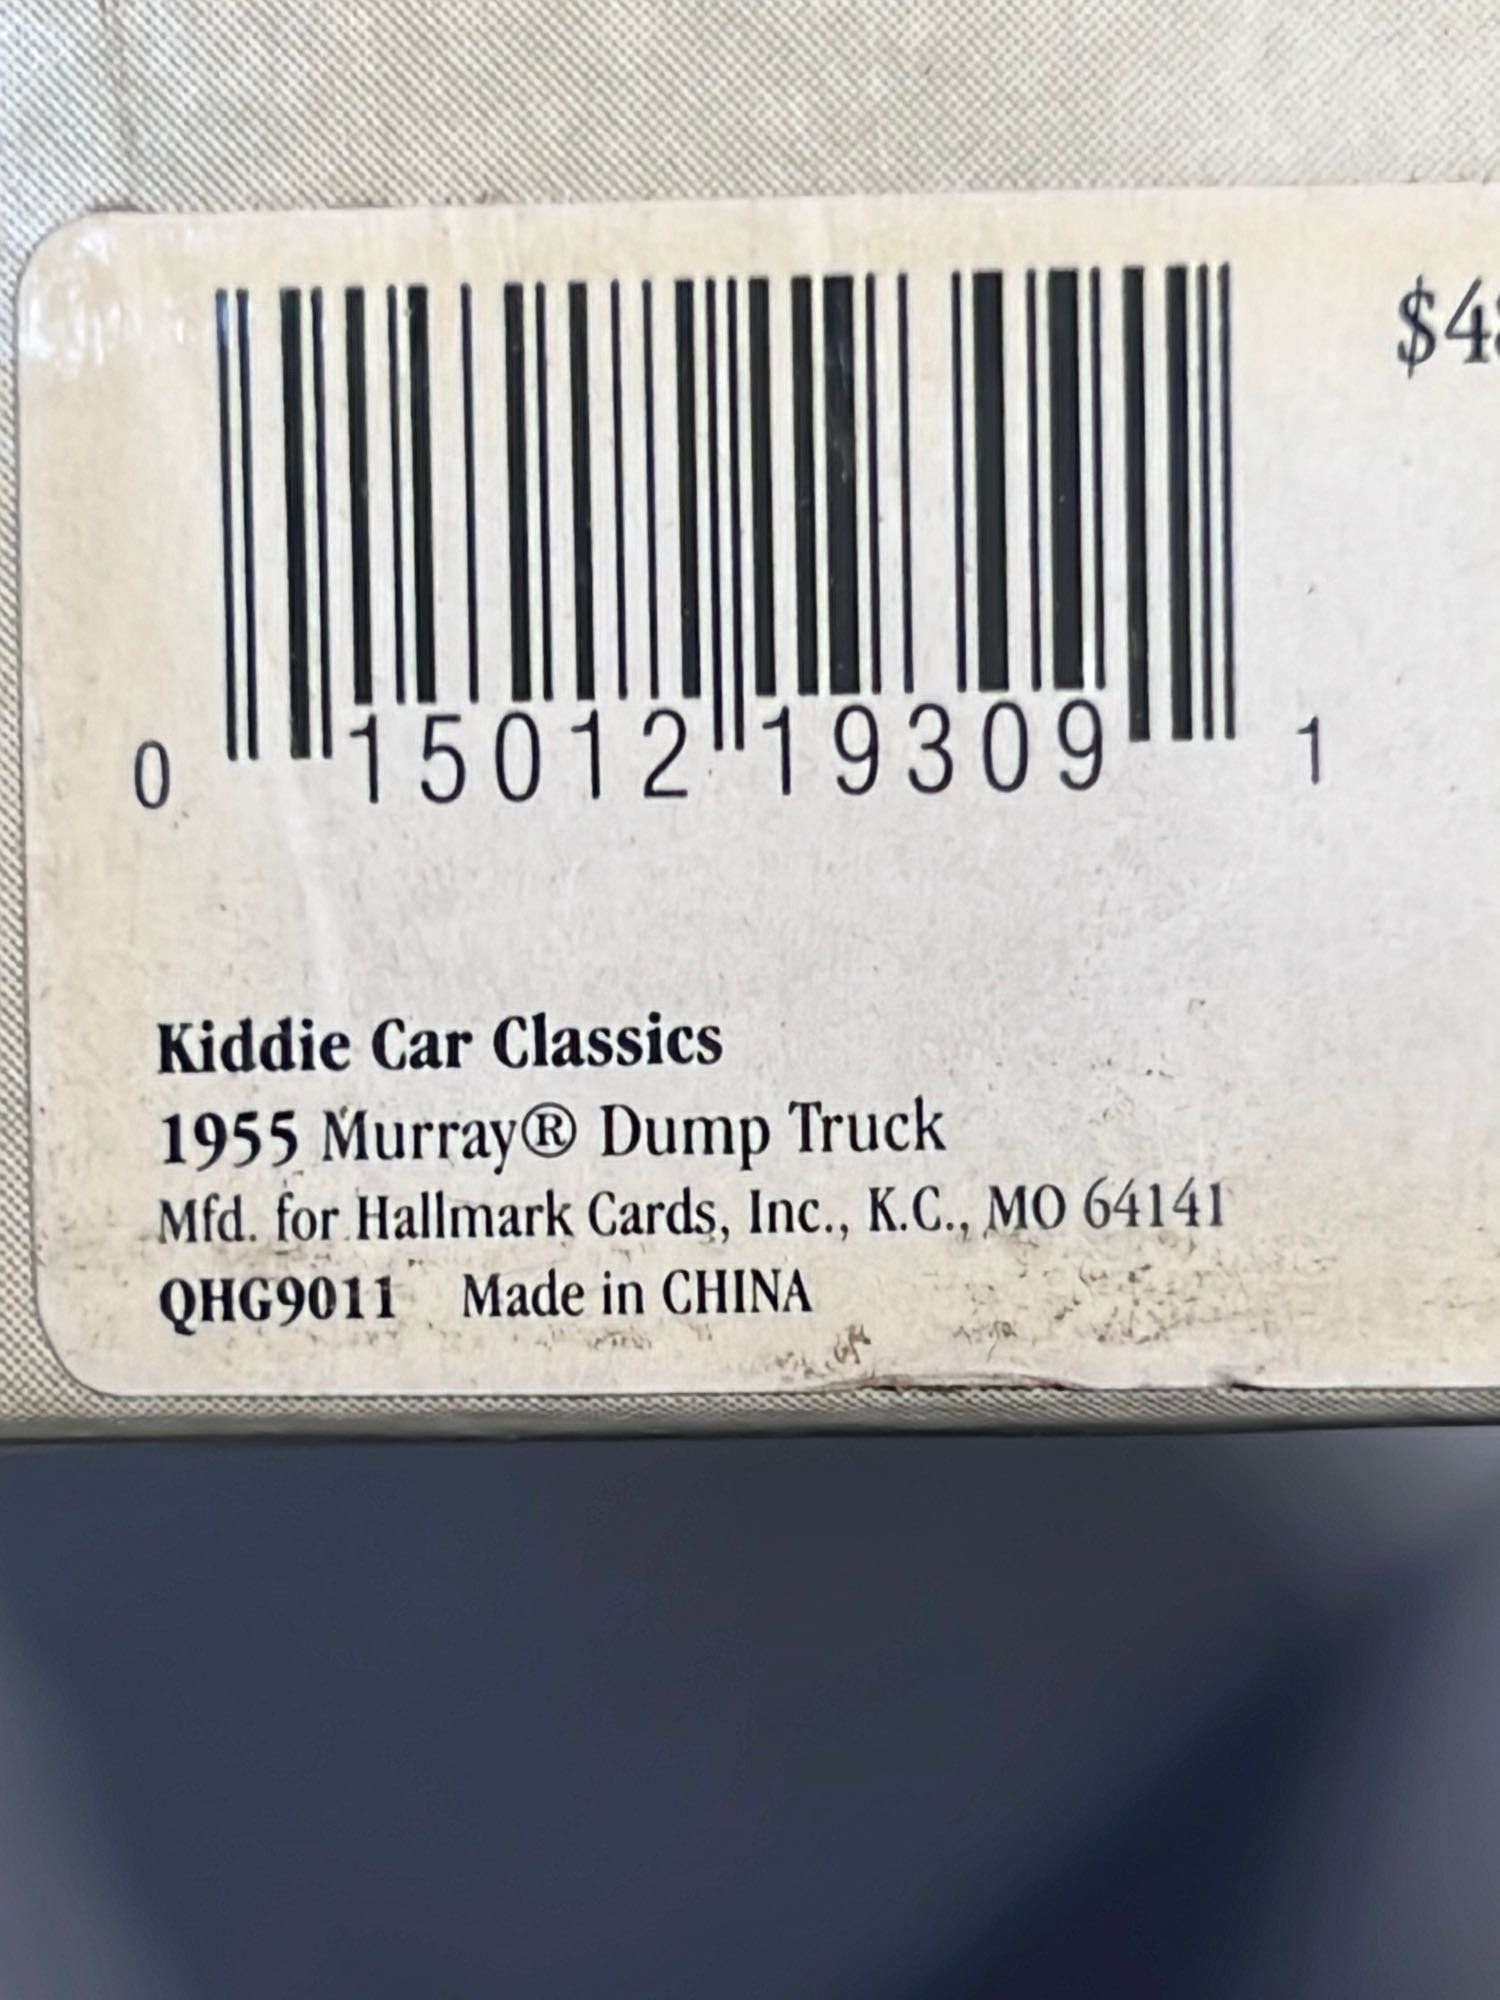 $4
0 15012 19309 1
Kiddie Car Classics
1955 Murray® Dump Truck
Mfd. for Hallmark Cards, Inc., K.C., MO 64141
QHG9011 Made in CHINA